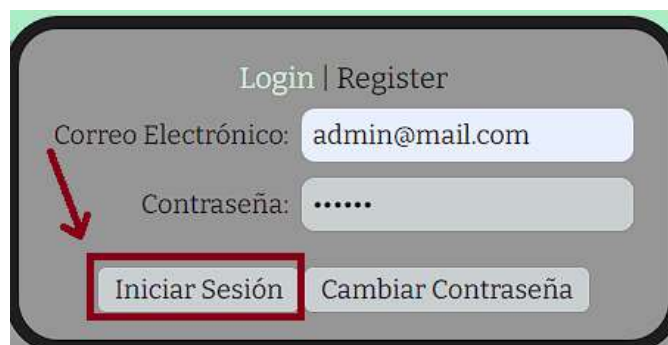 Login | Register
Correo Electrónico: admin@mail.com
Contraseña: ••••••
Iniciar Sesión Cambiar Contraseña